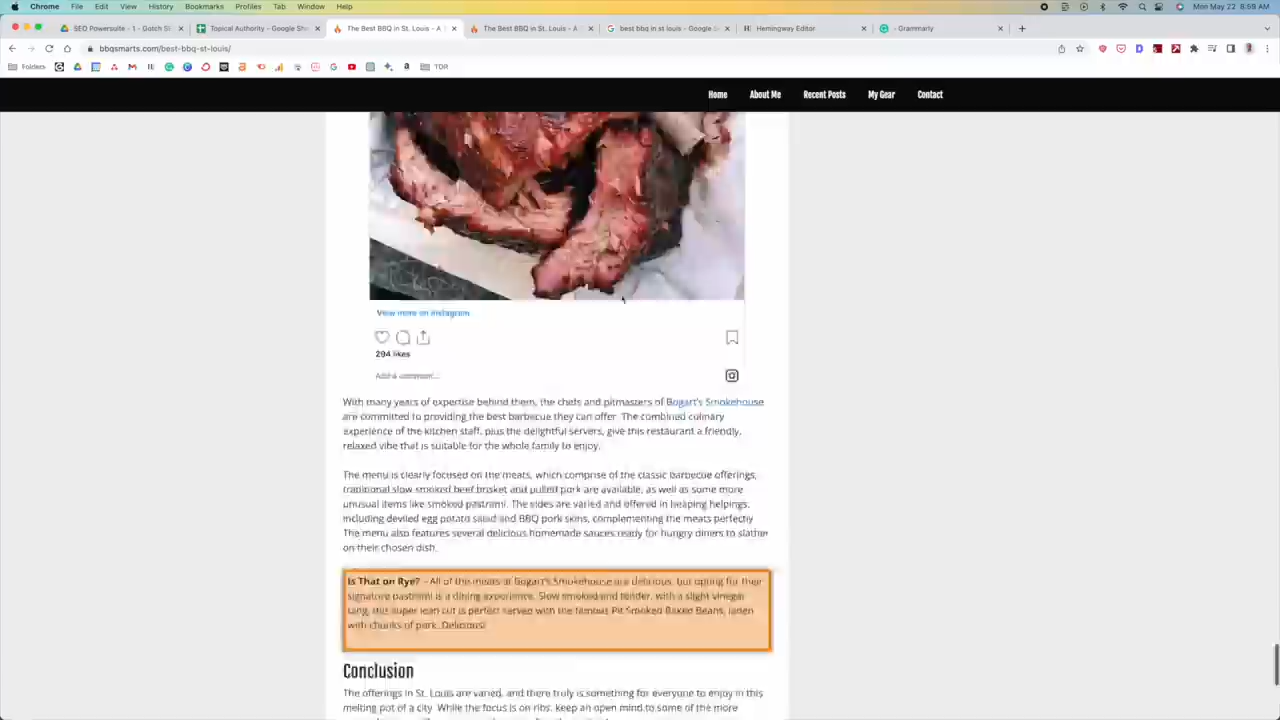 Chrome File Edit View History Bookmarks Profiles Tab Window Help Mon May 22 8:59 AM
SEO Powersuite - 1 - Gotch S Topical Authority - Google She The Best BBQ in St. Louis - A The Best BBQ in St. Louis - A best bbq in st louis - Google S Hemingway Editor - Grammarly
bbqsmarts.com/best-bbq-st-louis/
Folders TDR
Home About Me Recent Posts My Gear Contact
View more on Instagram
294 likes
Add a comment...
With many years of expertise behind them, the chefs and pitmasters of Bogart's Smokehouse
are committed to providing the best barbecue they can offer. The combined culinary
experience of the kitchen staff, plus the delightful servers, give this restaurant a friendly,
relaxed vibe that is suitable for the whole family to enjoy.
The menu is clearly focused on the meats, which comprise of the classic barbecue offerings,
traditional slow smoked beef brisket and pulled pork are available, as well as some more
unusual items like smoked pastrami. The sides are varied and offered in heaping helpings,
including deviled egg potato salad and BBQ pork skins, complementing the meats perfectly.
The menu also features several delicious homemade sauces ready for hungry diners to slather
on their chosen dish.
Is That on Rye? – All of the meats at Bogart's Smokehouse are delicious, but opting for their
signature pastrami is a dining experience. Slow smoked and tender, with a slight vinegar
tang, this super lean cut is perfect served with the famous Pit Smoked Baked Beans, laden
with chunks of pork. Delicious!
Conclusion
The offerings in St. Louis are varied, and there truly is something for everyone to enjoy in this
melting pot of a city. While the focus is on ribs, keep an open mind to some of the more